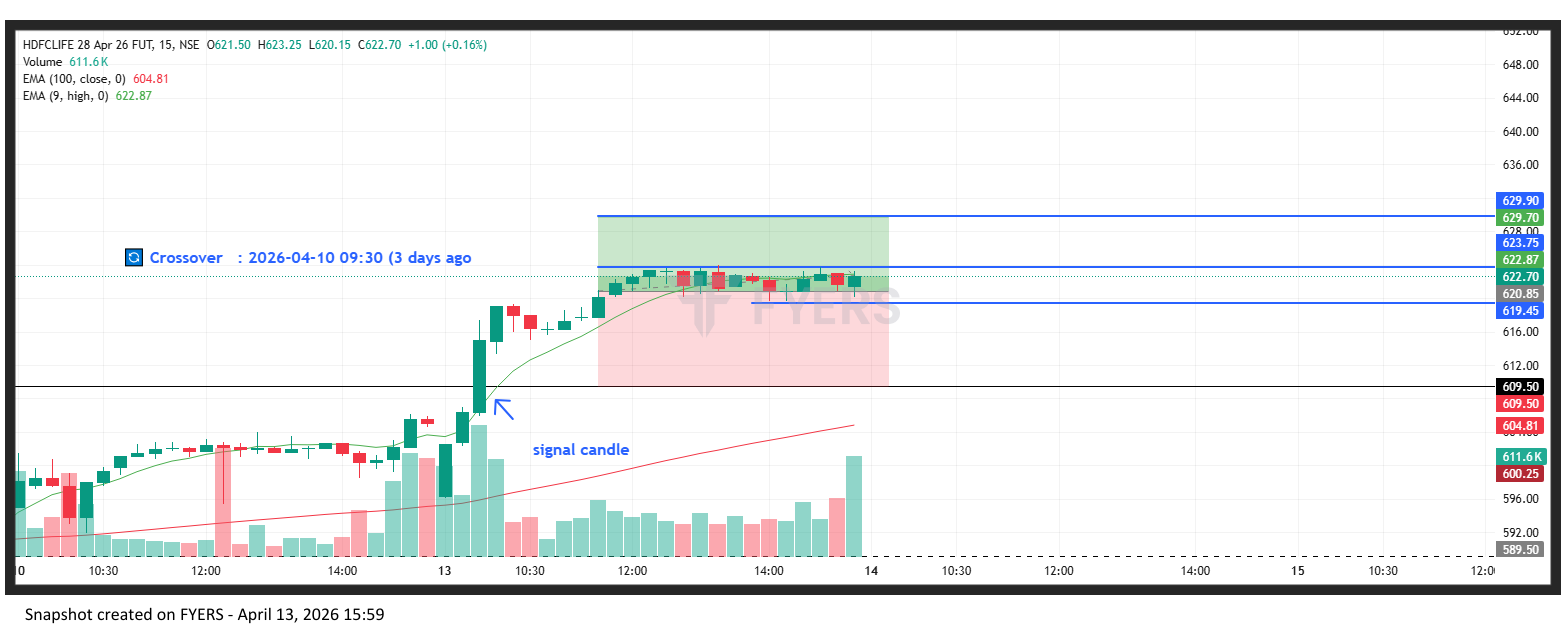 HDFCLIFE 28 Apr 26 FUT, 15, NSE O621.50 H623.25 L620.15 C622.70 +1.00 (+0.16%)
Volume 611.6 K
EMA (100, close, 0) 604.81
EMA (9, high, 0) 622.87
648.00
644.00
640.00
636.00
629.90
629.70
628.00
623.75
622.87
622.70
620.85
619.45
616.00
612.00
609.50
609.50
604.81
611.6 K
600.25
596.00
592.00
589.50
Crossover : 2026-04-10 09:30 (3 days ago
FYERS
signal candle
10:30 12:00 14:00 13 10:30 12:00 14:00 14 10:30 12:00 14:00 15 10:30
Snapshot created on FYERS - April 13, 2026 15:59